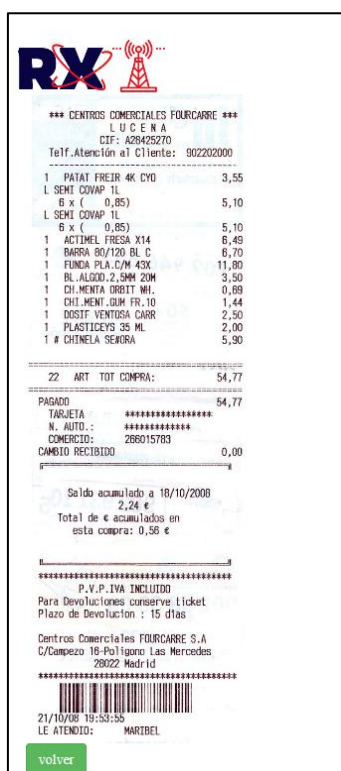 RX
*** CENTROS COMERCIALES FOURCARRE ***
L U C E N A
CIF: A28425270
Telf.Atención al Cliente: 902202000
1 PATAT FREIR 4K CYO 3,55
L SEMI COVAP 1L
6 x ( 0,85) 5,10
L SEMI COVAP 1L
6 x ( 0,85) 5,10
1 ACTIMEL FRESA X14 6,49
1 BARRA 80/120 BL C 6,70
1 FUNDA PLA.C/M 43X 11,80
1 BL.ALGOD.2,5MM 20M 3,50
1 CH.MENTA ORBIT WH. 0,69
1 CHI.MENT.GUM FR.10 1,44
1 DOSIF VENTOSA CARR 2,50
1 PLASTICEYS 35 ML 2,00
1 # CHINELA SEÑORA 5,90
22 ART TOT COMPRA: 54,77
PAGADO 54,77
TARJETA *****************
N. AUTO.: *************
COMERCIO: 266015783
CAMBIO RECIBIDO 0,00
Saldo acumulado a 18/10/2008
2,24 €
Total de € acumulados en
esta compra: 0,56 €
*************************************
P.V.P.IVA INCLUIDO
Para Devoluciones conserve ticket
Plazo de Devolucion : 15 dias
Centros Comerciales FOURCARRE S.A
C/Campezo 16-Poligono Las Mercedes
28022 Madrid
*************************************
21/10/08 19:53:55
LE ATENDIO: MARIBEL
volver